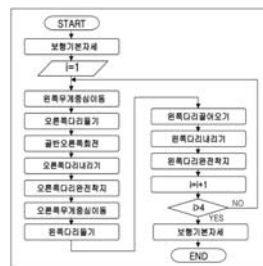 START
보행기본자세
i=1
왼쪽무게중심이동
오른쪽다리들기
골반오른쪽회전
오른쪽다리내리기
오른쪽다리완전착지
오른쪽무게중심이동
왼쪽다리들기
왼쪽다리끌어오기
왼쪽다리내리기
왼쪽다리완전착지
i=i+1
i>4
NO
YES
보행기본자세
END